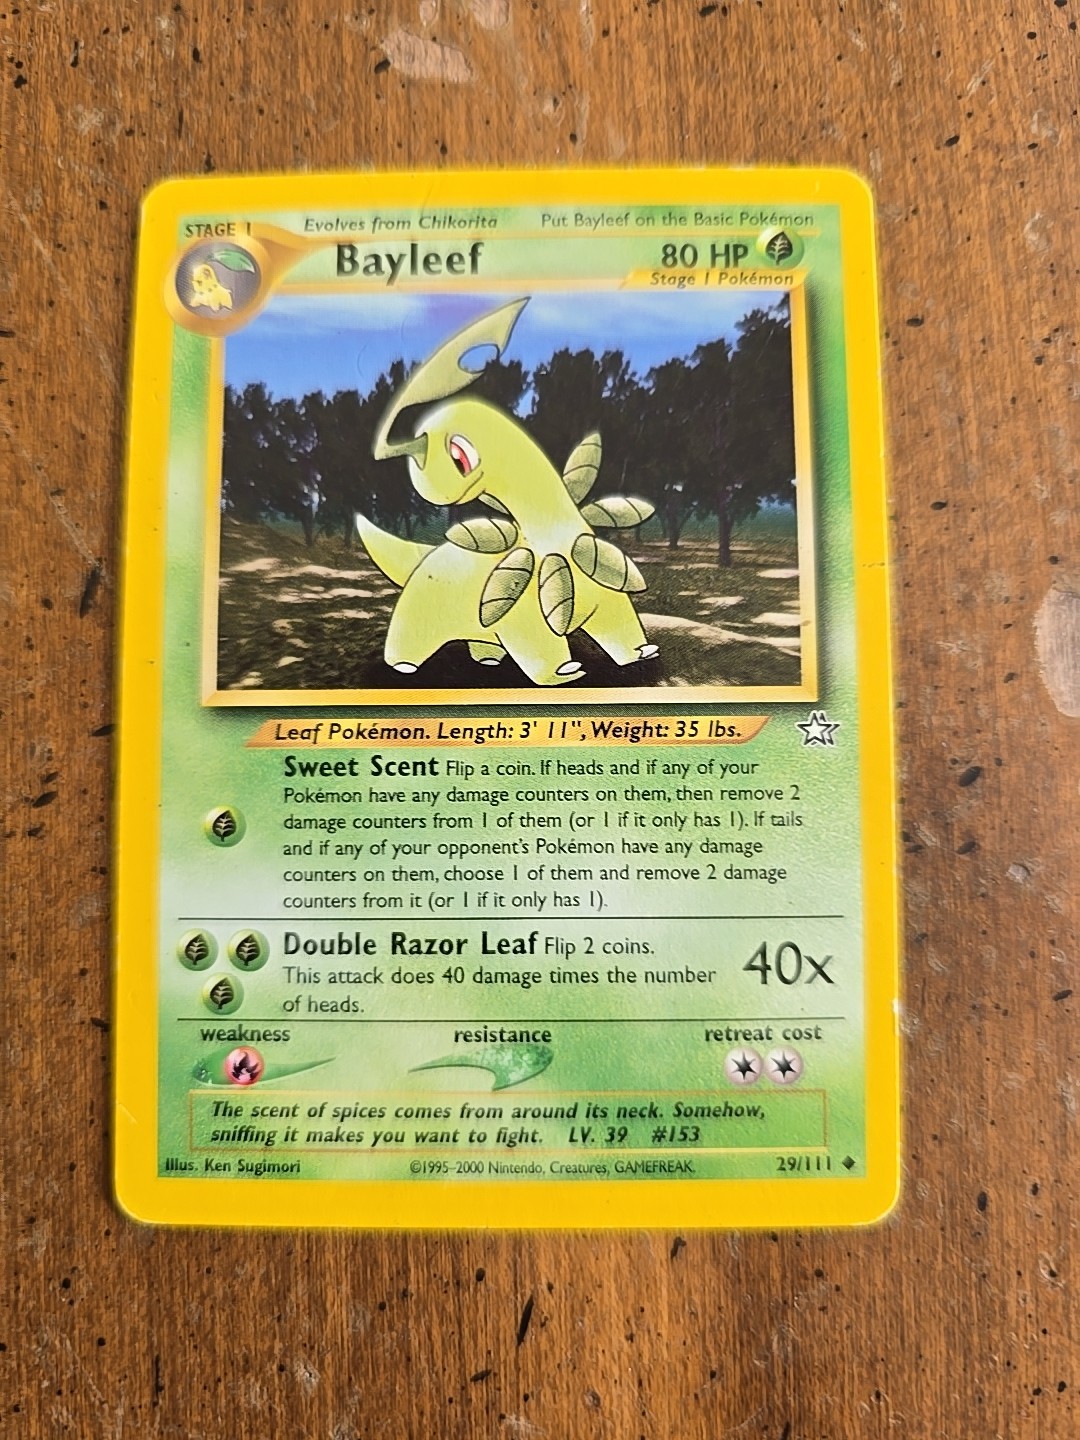 STAGE 1
Evolves from Chikorita
Put Bayleef on the Basic Pokémon
Bayleef
80 HP
Stage 1 Pokémon
Leaf Pokémon. Length: 3' 11", Weight: 35 lbs.
Sweet Scent Flip a coin. If heads and if any of your
Pokémon have any damage counters on them, then remove 2
damage counters from 1 of them (or 1 if it only has 1). If tails
and if any of your opponent's Pokémon have any damage
counters on them, choose 1 of them and remove 2 damage
counters from it (or 1 if it only has 1).
Double Razor Leaf Flip 2 coins.
This attack does 40 damage times the number
of heads.
40x
weakness
resistance
retreat cost
The scent of spices comes from around its neck. Somehow,
sniffing it makes you want to fight. LV. 39 #153
Illus. Ken Sugimori
©1995-2000 Nintendo, Creatures, GAMEFREAK.
29/111